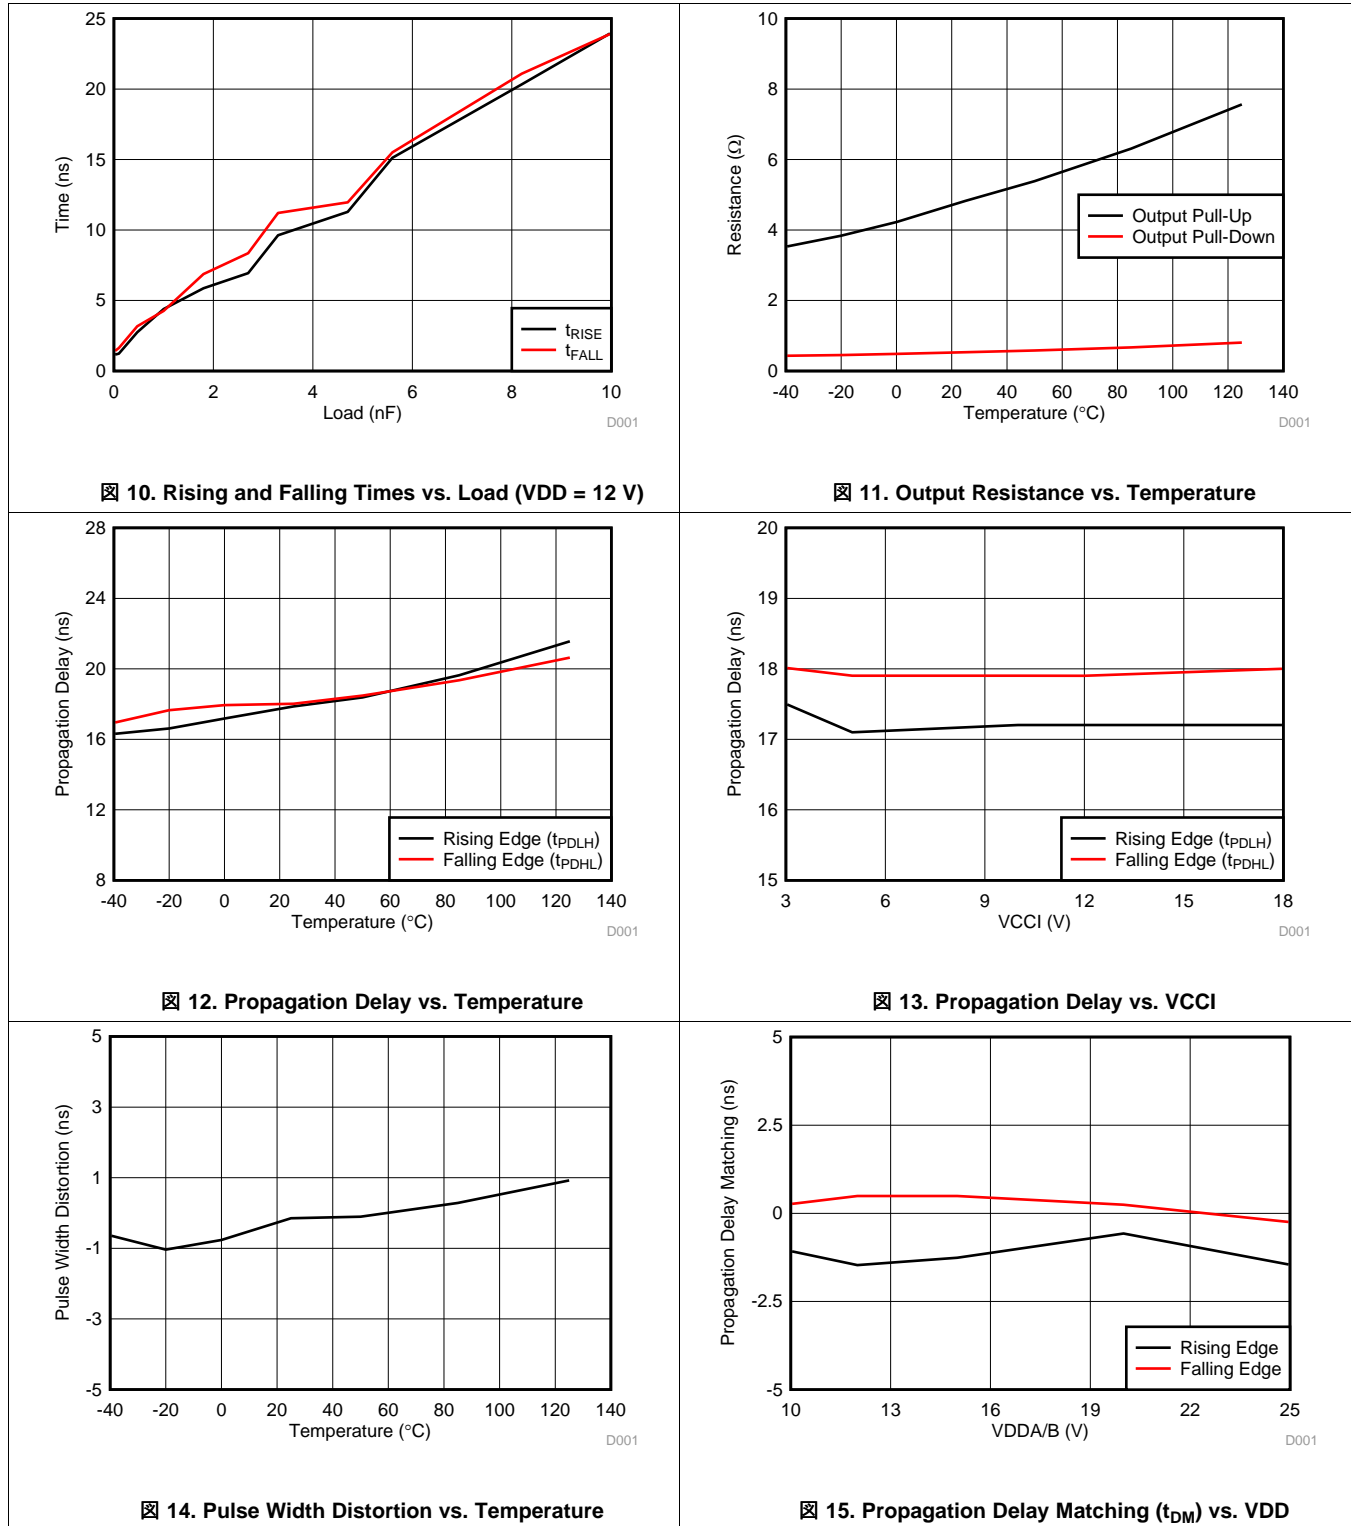 25
20
15
10
5
0
0
2
4
6
8
10
Time (ns)
Load (nF)
tRISE
tFALL
D001
図 10. Rising and Falling Times vs. Load (VDD = 12 V)
10
8
6
4
2
0
-40
-20
0
20
40
60
80
100
120
140
Resistance (Ω)
Temperature (°C)
Output Pull-Up
Output Pull-Down
D001
図 11. Output Resistance vs. Temperature
28
24
20
16
12
8
-40
-20
0
20
40
60
80
100
120
140
Propagation Delay (ns)
Temperature (°C)
Rising Edge (tPDLH)
Falling Edge (tPDHL)
D001
図 12. Propagation Delay vs. Temperature
20
19
18
17
16
15
3
6
9
12
15
18
Propagation Delay (ns)
VCCI (V)
Rising Edge (tPDLH)
Falling Edge (tPDHL)
D001
図 13. Propagation Delay vs. VCCI
5
3
1
-1
-3
-5
-40
-20
0
20
40
60
80
100
120
140
Pulse Width Distortion (ns)
Temperature (°C)
D001
図 14. Pulse Width Distortion vs. Temperature
5
2.5
0
-2.5
-5
10
13
16
19
22
25
Propagation Delay Matching (ns)
VDDA/B (V)
Rising Edge
Falling Edge
D001
図 15. Propagation Delay Matching (tDM) vs. VDD